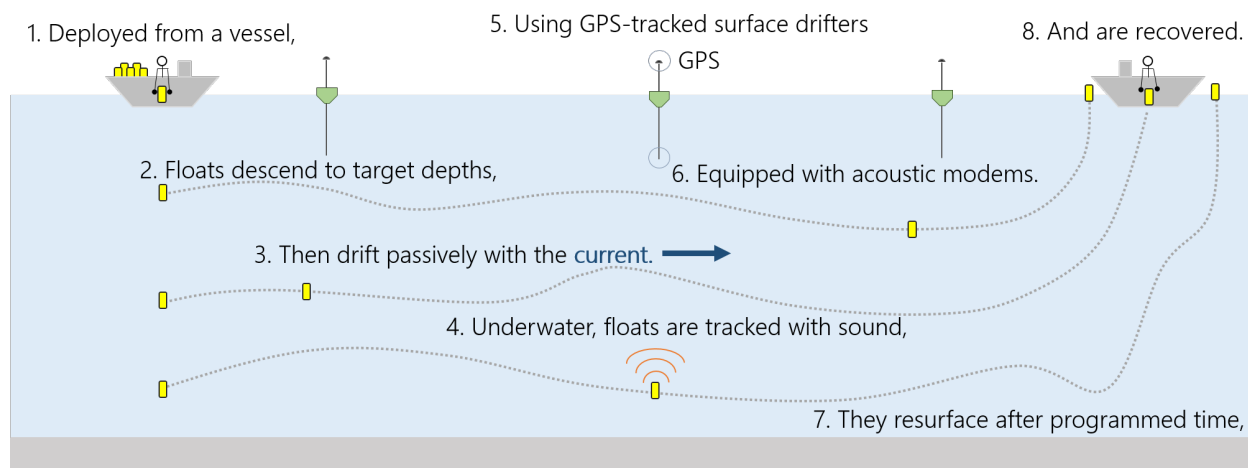 1. Deployed from a vessel,
5. Using GPS-tracked surface drifters
8. And are recovered.
GPS
2. Floats descend to target depths,
6. Equipped with acoustic modems.
3. Then drift passively with the current.
4. Underwater, floats are tracked with sound,
7. They resurface after programmed time,